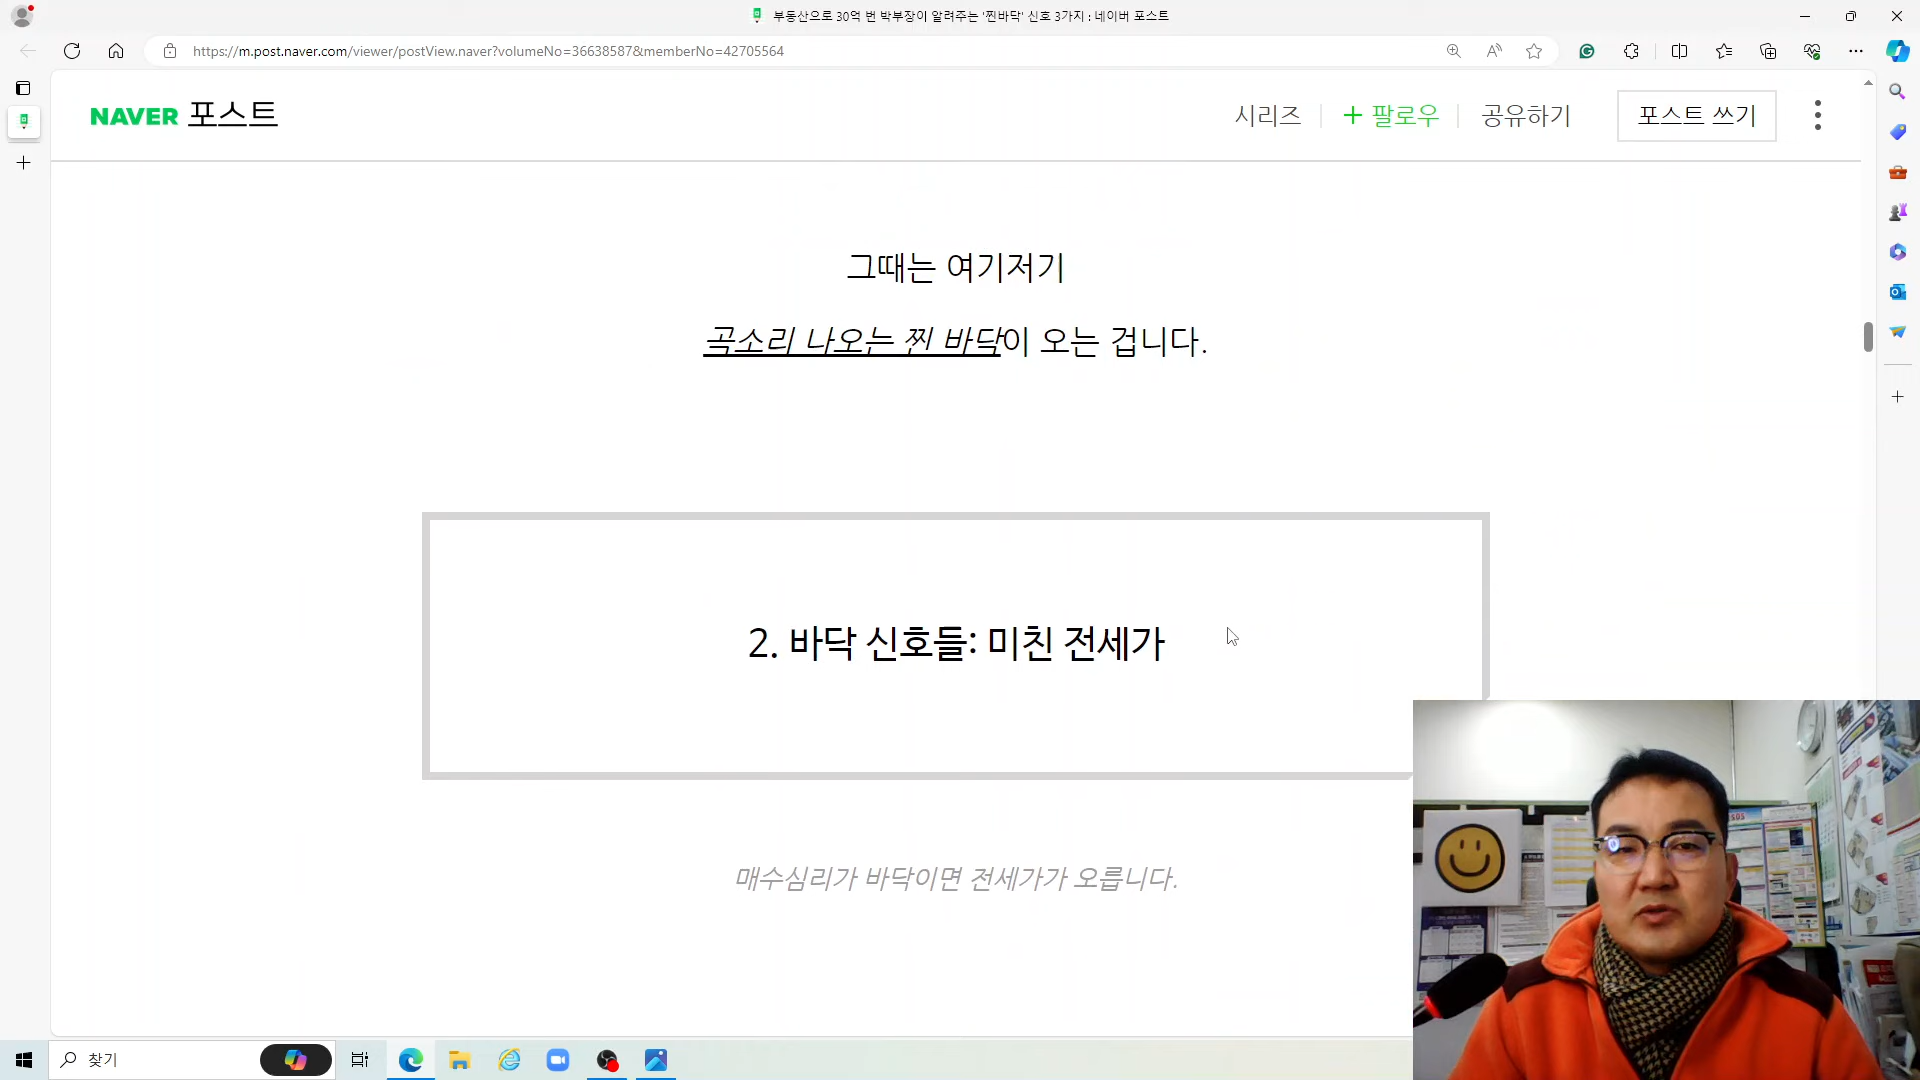 부동산으로 30억 번 박부장이 알려주는 '찐바닥' 신호 3가지 : 네이버 포스트
https://m.post.naver.com/viewer/postView.naver?volumeNo=36638587&memberNo=42705564
NAVER 포스트
시리즈
+ 팔로우
공유하기
포스트 쓰기
그때는 여기저기
곡소리 나오는 찐 바닥이 오는 겁니다.
2. 바닥 신호들: 미친 전세가
매수심리가 바닥이면 전세가가 오릅니다.
찾기